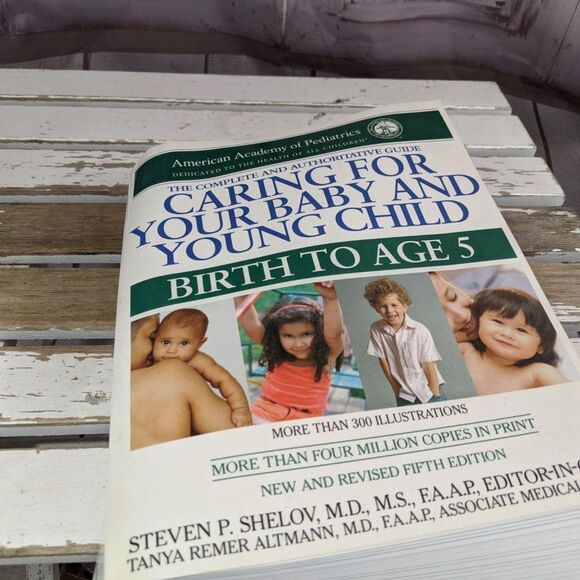 American Academy of Pediatrics
DEDICATED TO THE HEALTH OF ALL CHILDREN
THE COMPLETE AND AUTHORITATIVE GUIDE
CARING FOR
YOUR BABY AND
YOUNG CHILD
BIRTH TO AGE 5
MORE THAN 300 ILLUSTRATIONS
MORE THAN FOUR MILLION COPIES IN PRINT
NEW AND REVISED FIFTH EDITION
STEVEN P. SHELOV, M.D., M.S., F.A.A.P., EDITOR-IN-C
TANYA REMER ALTMANN, M.D., F.A.A.P., ASSOCIATE MEDICAL